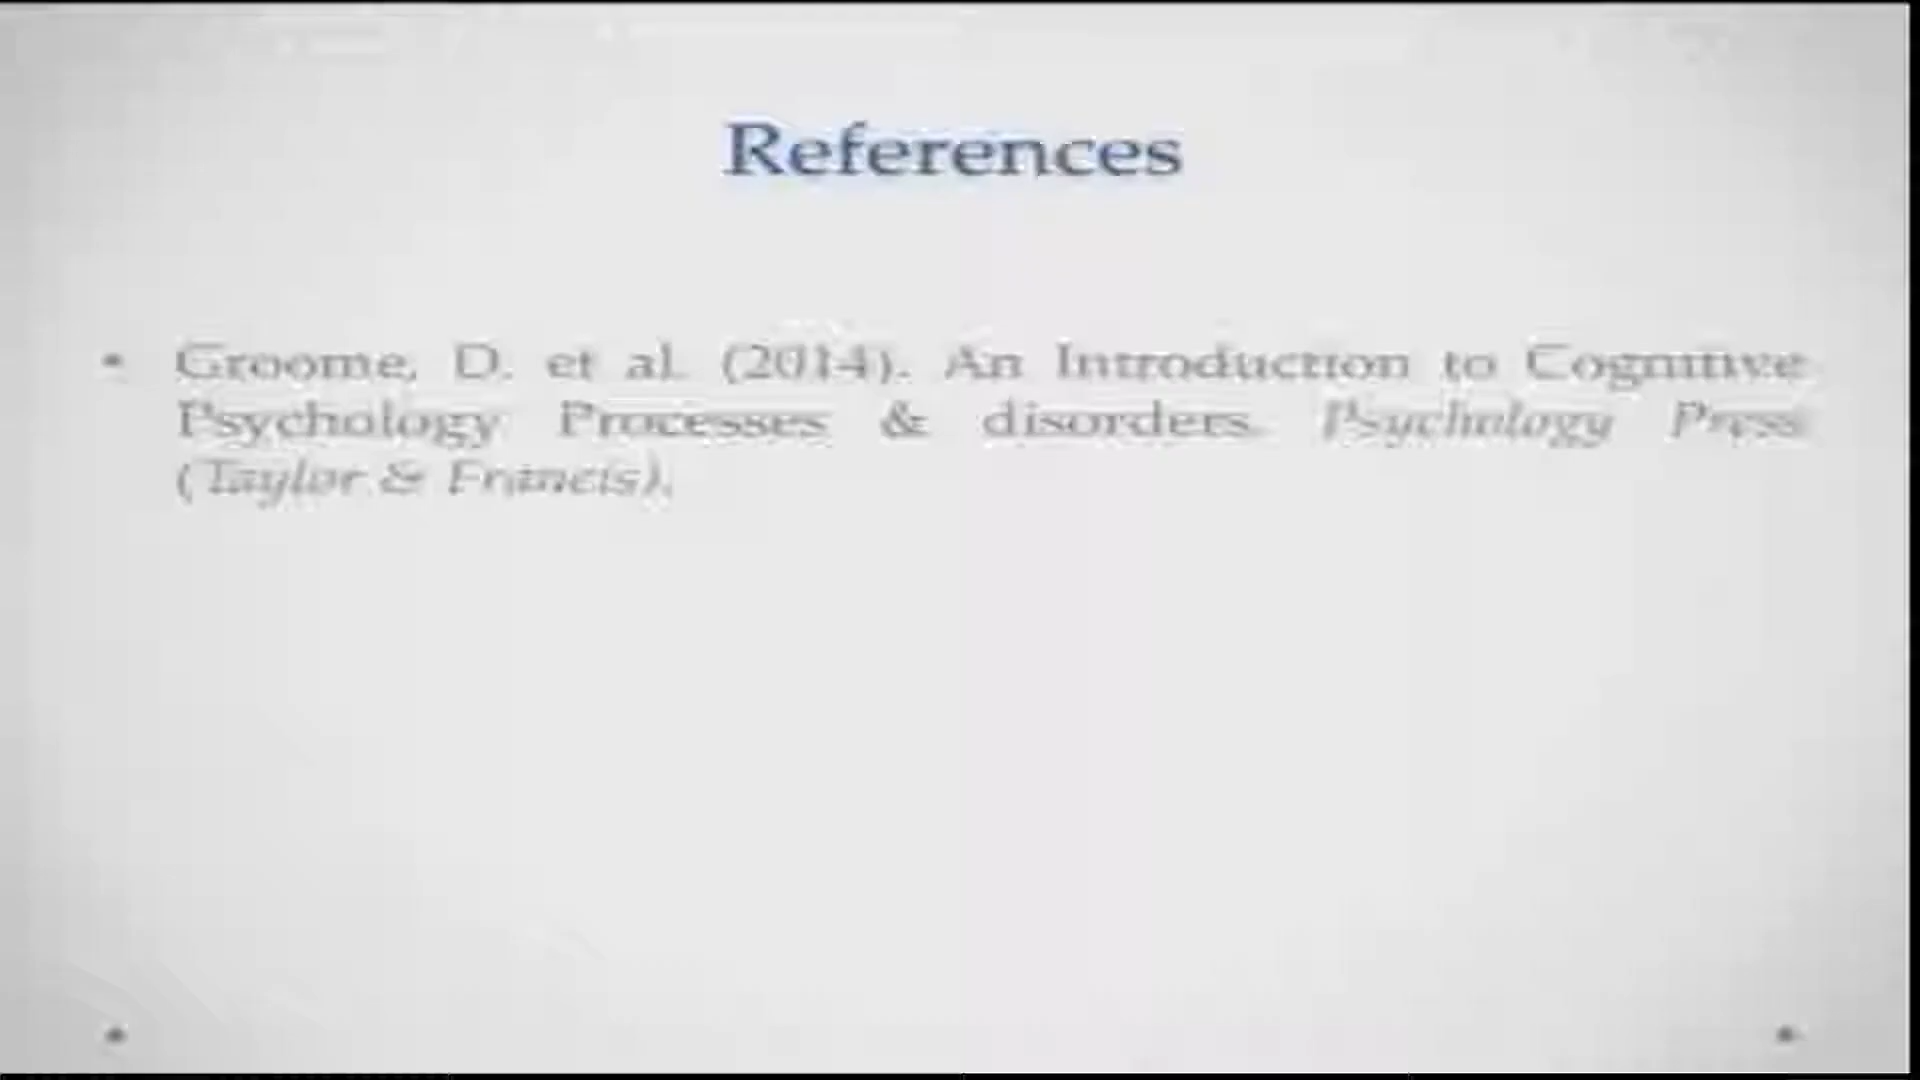 References
• Groome, D. et al. (2014). An Introduction to Cognitive
Psychology Processes & disorders. Psychology Press
(Taylor & Francis).